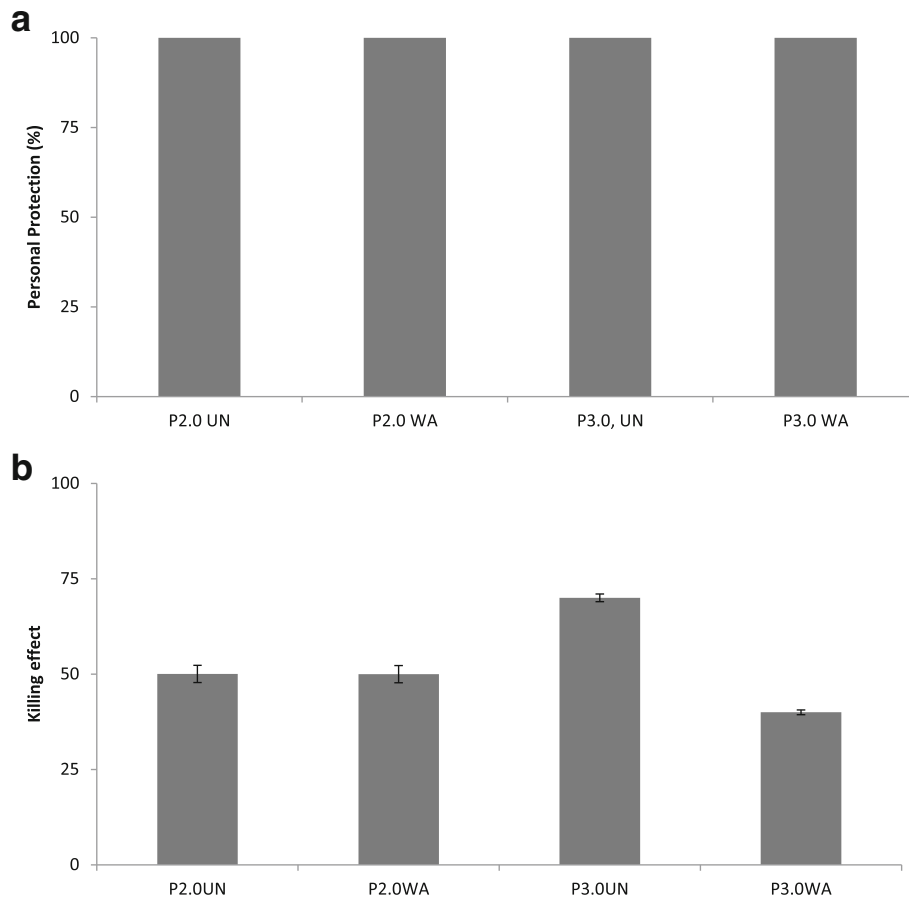 a
100
75
50
25
0
Personal Protection (%)
P2.0 UN
P2.0 WA
P3.0, UN
P3.0 WA
b
100
75
50
25
0
Killing effect
P2.0UN
P2.0WA
P3.0UN
P3.0WA